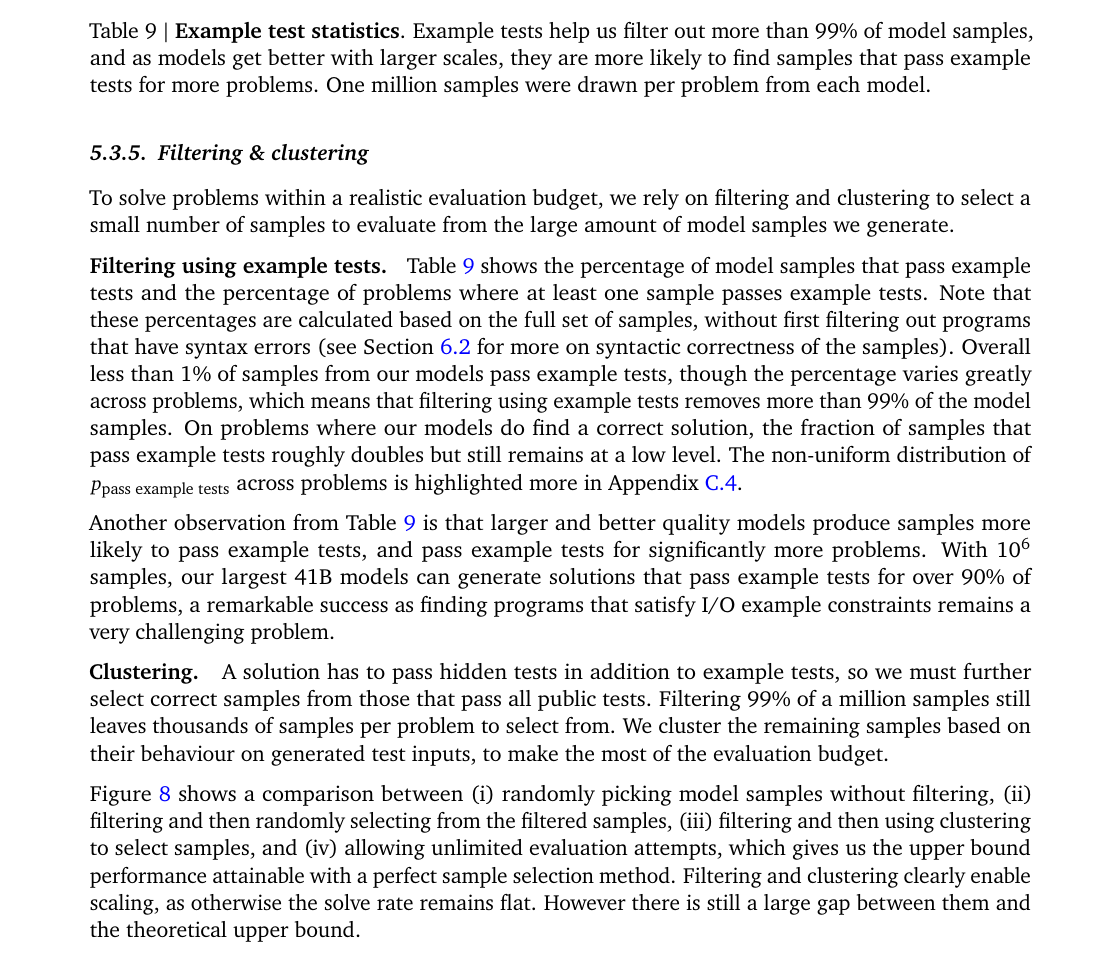 Table 9 | Example test statistics. Example tests help us filter out more than 99% of model samples,
and as models get better with larger scales, they are more likely to find samples that pass example
tests for more problems. One million samples were drawn per problem from each model.
5.3.5. Filtering & clustering
To solve problems within a realistic evaluation budget, we rely on filtering and clustering to select a
small number of samples to evaluate from the large amount of model samples we generate.
Filtering using example tests. Table 9 shows the percentage of model samples that pass example
tests and the percentage of problems where at least one sample passes example tests. Note that
these percentages are calculated based on the full set of samples, without first filtering out programs
that have syntax errors (see Section 6.2 for more on syntactic correctness of the samples). Overall
less than 1% of samples from our models pass example tests, though the percentage varies greatly
across problems, which means that filtering using example tests removes more than 99% of the model
samples. On problems where our models do find a correct solution, the fraction of samples that
pass example tests roughly doubles but still remains at a low level. The non-uniform distribution of
p_pass example tests across problems is highlighted more in Appendix C.4.
Another observation from Table 9 is that larger and better quality models produce samples more
likely to pass example tests, and pass example tests for significantly more problems. With 10⁶
samples, our largest 41B models can generate solutions that pass example tests for over 90% of
problems, a remarkable success as finding programs that satisfy I/O example constraints remains a
very challenging problem.
Clustering. A solution has to pass hidden tests in addition to example tests, so we must further
select correct samples from those that pass all public tests. Filtering 99% of a million samples still
leaves thousands of samples per problem to select from. We cluster the remaining samples based on
their behaviour on generated test inputs, to make the most of the evaluation budget.
Figure 8 shows a comparison between (i) randomly picking model samples without filtering, (ii)
filtering and then randomly selecting from the filtered samples, (iii) filtering and then using clustering
to select samples, and (iv) allowing unlimited evaluation attempts, which gives us the upper bound
performance attainable with a perfect sample selection method. Filtering and clustering clearly enable
scaling, as otherwise the solve rate remains flat. However there is still a large gap between them and
the theoretical upper bound.